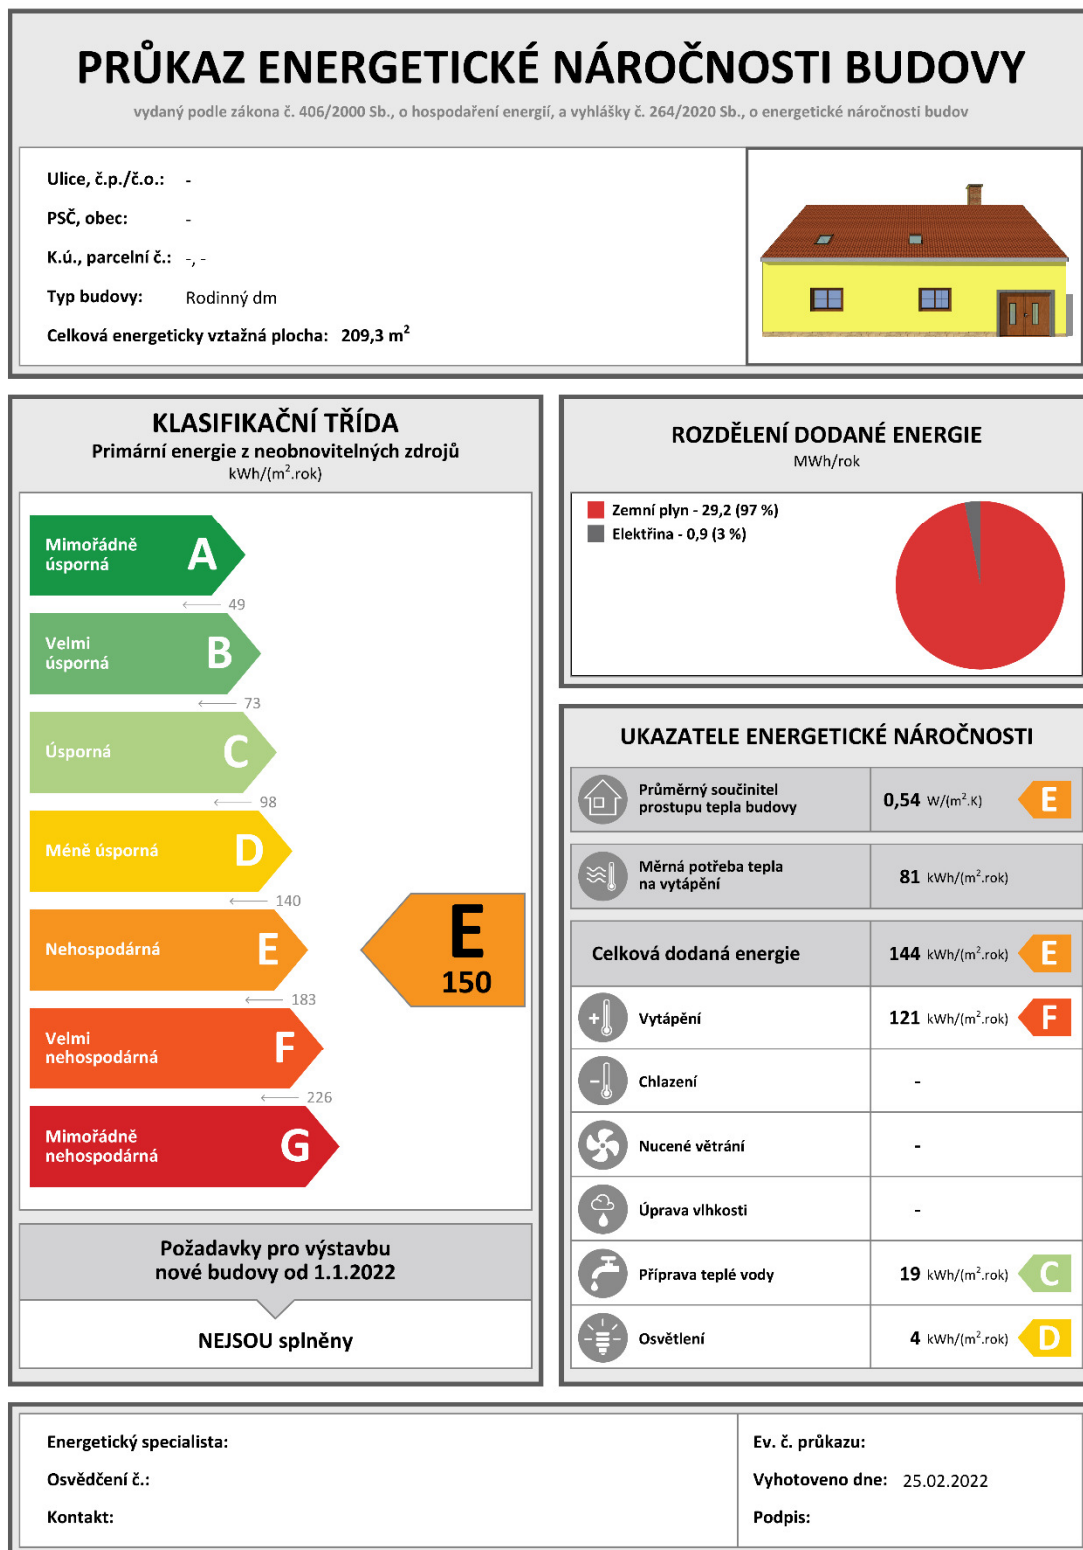 PRŮKAZ ENERGETICKÉ NÁROČNOSTI BUDOVY
vydaný podle zákona č. 406/2000 Sb., o hospodaření energií, a vyhlášky č. 264/2020 Sb., o energetické náročnosti budov
Ulice, č.p./č.o.: -
PSČ, obec: -
K.ú., parcelní č.: -, -
Typ budovy: Rodinný dm
Celková energeticky vztažná plocha: 209,3 m²
KLASIFIKAČNÍ TŘÍDA
Primární energie z neobnovitelných zdrojů
kWh/(m².rok)
Mimořádně
úsporná
A
49
Velmi
úsporná
B
73
Úsporná
C
98
Méně úsporná
D
140
Nehospodárná
E
E
150
183
Velmi
nehospodárná
F
226
Mimořádně
nehospodárná
G
Požadavky pro výstavbu
nové budovy od 1.1.2022
NEJSOU splněny
ROZDĚLENÍ DODANÉ ENERGIE
MWh/rok
Zemní plyn - 29,2 (97 %)
Elektřina - 0,9 (3 %)
UKAZATELE ENERGETICKÉ NÁROČNOSTI
Průměrný součinitel
prostupu tepla budovy
0,54 W/(m².K) E
Měrná potřeba tepla
na vytápění
81 kWh/(m².rok)
Celková dodaná energie 144 kWh/(m².rok) E
Vytápění 121 kWh/(m².rok) F
Chlazení -
Nucené větrání -
Úprava vlhkosti -
Příprava teplé vody 19 kWh/(m².rok) C
Osvětlení 4 kWh/(m².rok) D
Energetický specialista:
Osvědčení č.:
Kontakt:
Ev. č. průkazu:
Vyhotoveno dne: 25.02.2022
Podpis: